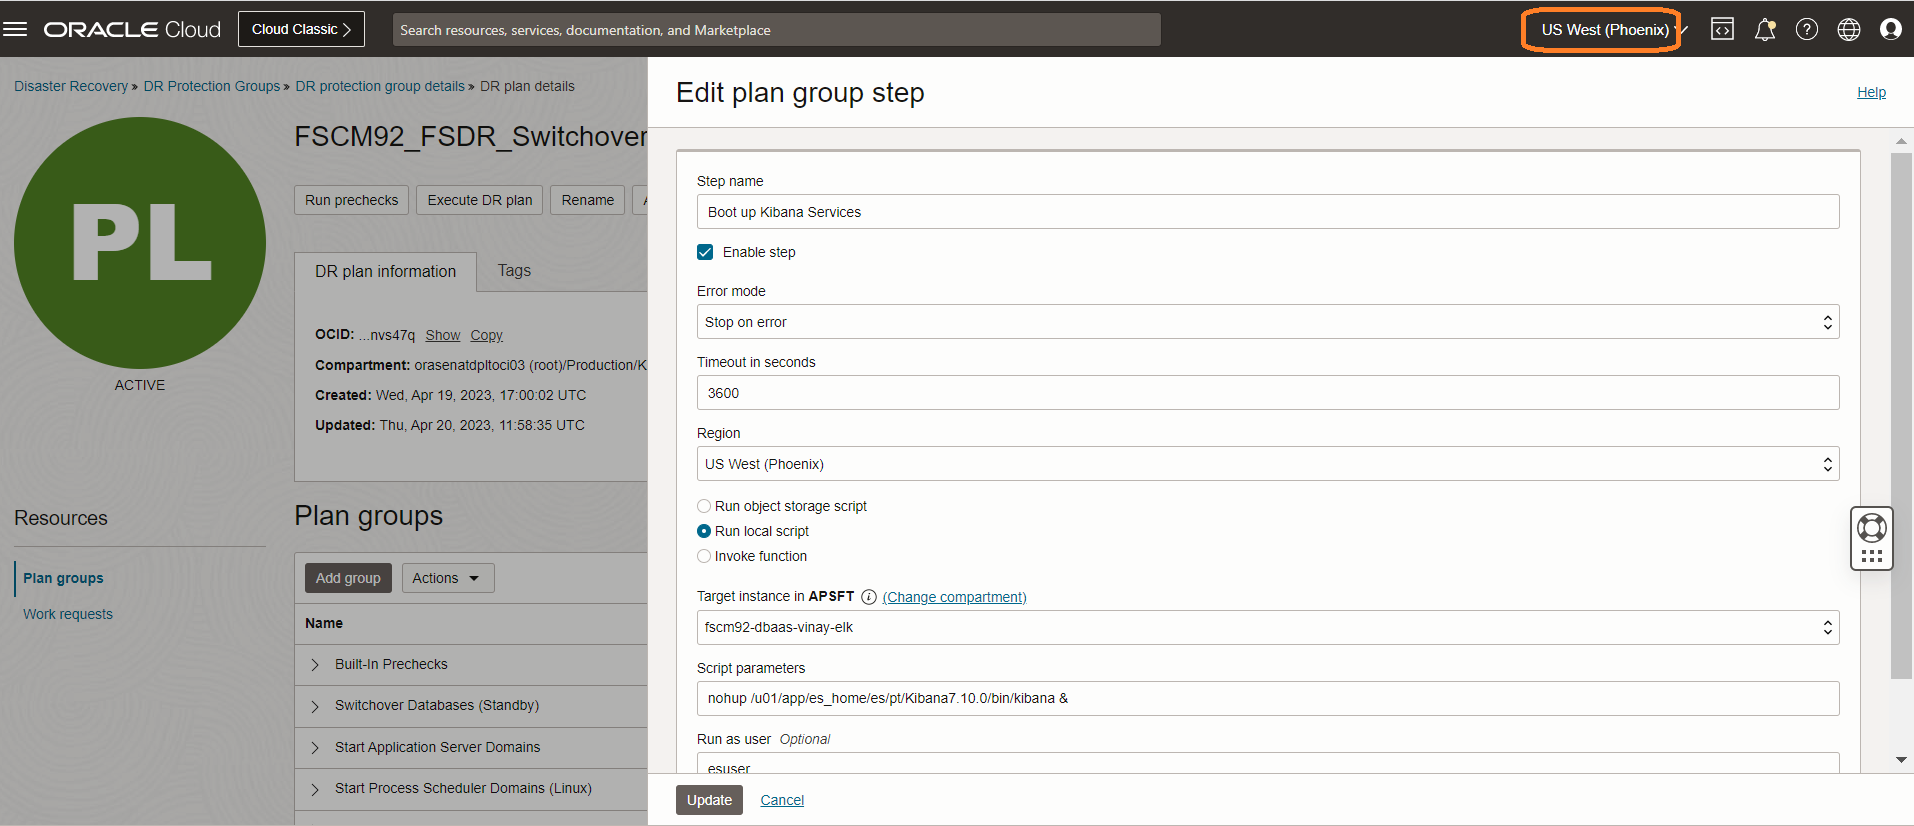 ORACLE Cloud
Cloud Classic
Search resources, services, documentation, and Marketplace
US West (Phoenix)
Disaster Recovery » DR Protection Groups » DR protection group details » DR plan details
PL
ACTIVE
FSCM92_FSDR_Switchover
Run prechecks
Execute DR plan
Rename
DR plan information
Tags
OCID: ...nvs47q Show Copy
Compartment: orasenatdpltoci03 (root)/Production/K
Created: Wed, Apr 19, 2023, 17:00:02 UTC
Updated: Thu, Apr 20, 2023, 11:58:35 UTC
Resources
Plan groups
Work requests
Plan groups
Add group
Actions
Name
Built-In Prechecks
Switchover Databases (Standby)
Start Application Server Domains
Start Process Scheduler Domains (Linux)
Edit plan group step
Help
Step name
Boot up Kibana Services
Enable step
Error mode
Stop on error
Timeout in seconds
3600
Region
US West (Phoenix)
Run object storage script
Run local script
Invoke function
Target instance in APSFT (Change compartment)
fscm92-dbaas-vinay-elk
Script parameters
nohup /u01/app/es_home/es/pt/Kibana7.10.0/bin/kibana &
Run as user Optional
esuser
Update
Cancel